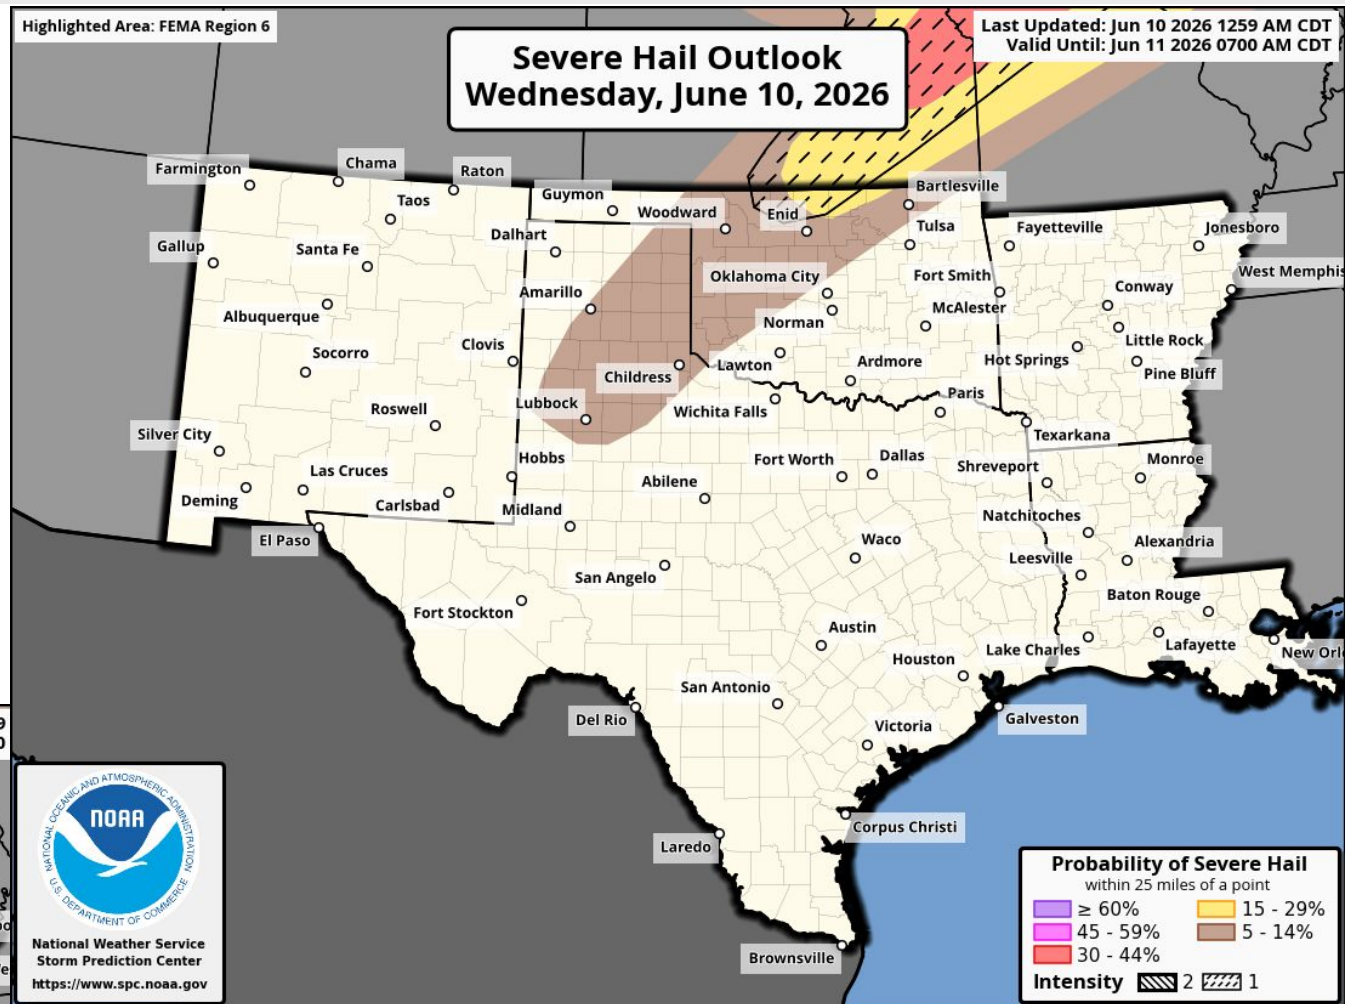 Highlighted Area: FEMA Region 6
Last Updated: Jun 10 2026 1259 AM CDT
Valid Until: Jun 11 2026 0700 AM CDT
Severe Hail Outlook
Wednesday, June 10, 2026
Farmington
Chama
Raton
Taos
Guymon
Woodward
Enid
Bartlesville
Gallup
Santa Fe
Dalhart
Tulsa
Fayetteville
Jonesboro
Oklahoma City
Fort Smith
West Memphis
Amarillo
Conway
Albuquerque
Norman
McAlester
Socorro
Clovis
Little Rock
Childress
Lawton
Ardmore
Hot Springs
Pine Bluff
Roswell
Lubbock
Wichita Falls
Paris
Silver City
Texarkana
Las Cruces
Hobbs
Fort Worth
Dallas
Shreveport
Monroe
Deming
Carlsbad
Midland
Abilene
Natchitoches
El Paso
Waco
Leesville
Alexandria
San Angelo
Baton Rouge
Fort Stockton
Austin
Houston
Lake Charles
Lafayette
New Orl
San Antonio
Del Rio
Victoria
Galveston
9
0
Corpus Christi
Laredo
Brownsville
NATIONAL OCEANIC AND ATMOSPHERIC ADMINISTRATION
NOAA
U.S. DEPARTMENT OF COMMERCE
National Weather Service
Storm Prediction Center
https://www.spc.noaa.gov
Probability of Severe Hail
within 25 miles of a point
≥ 60%
15 - 29%
45 - 59%
5 - 14%
30 - 44%
Intensity 2 1